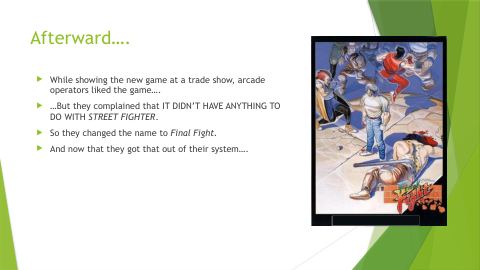 Afterward….
While showing the new game at a trade show, arcade
operators liked the game….
…But they complained that IT DIDN'T HAVE ANYTHING TO
DO WITH STREET FIGHTER.
So they changed the name to Final Fight.
And now that they got that out of their system….